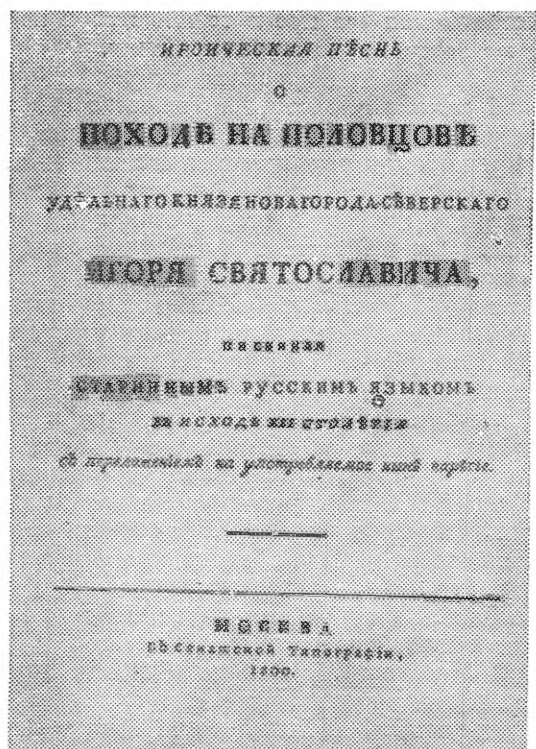 ИРОИЧЕСКАЯ ПѢСНЬ
О
ПОХОДѢ НА ПОЛОВЦОВЪ
УДѢЛЬНАГО КНЯЗЯ НОВАГОРОДА-СѢВЕРСКАГО
ИГОРЯ СВЯТОСЛАВИЧА,
писанная
СТАРИННЫМЪ РУССКИМЪ ЯЗЫКОМЪ
ВЪ ИСХОДѢ XII СТОЛѢТІЯ
съ переложеніемъ на употребляемое нынѣ нарѣчіе.
МОСКВА
Въ Сенатской Типографіи,
1800.